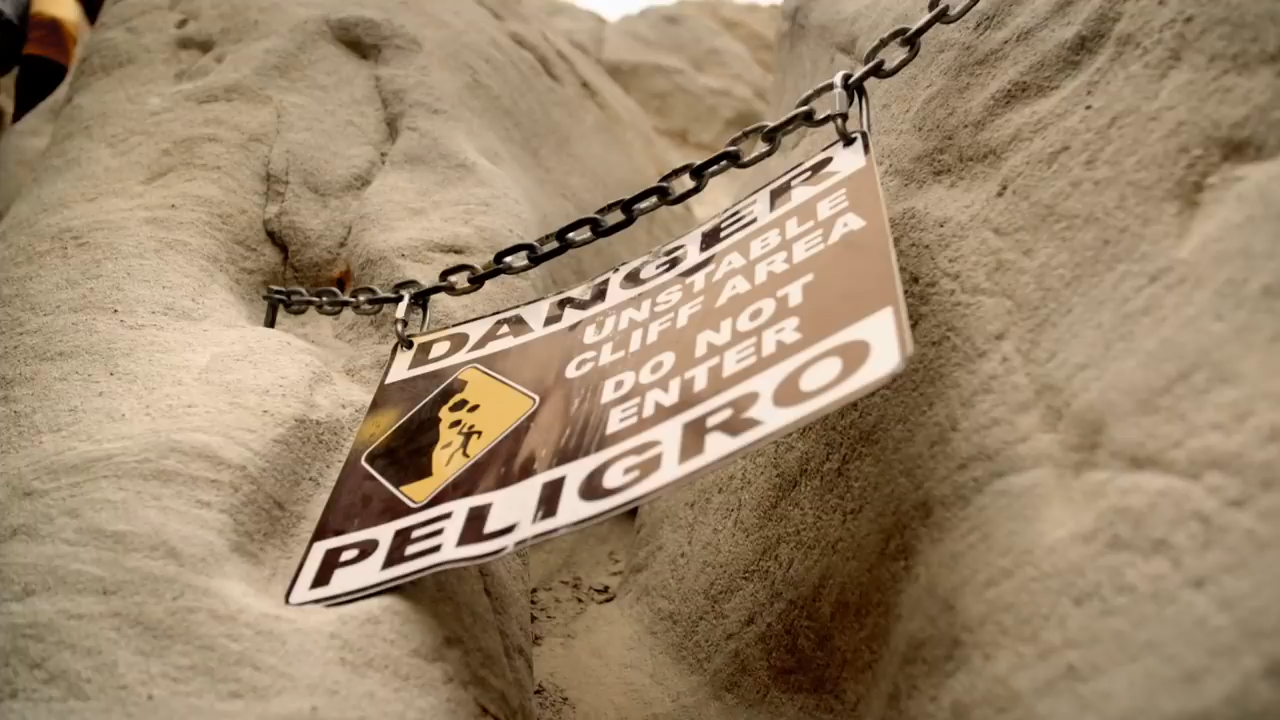 DANGER
UNSTABLE
CLIFF AREA
DO NOT
ENTER
PELIGRO